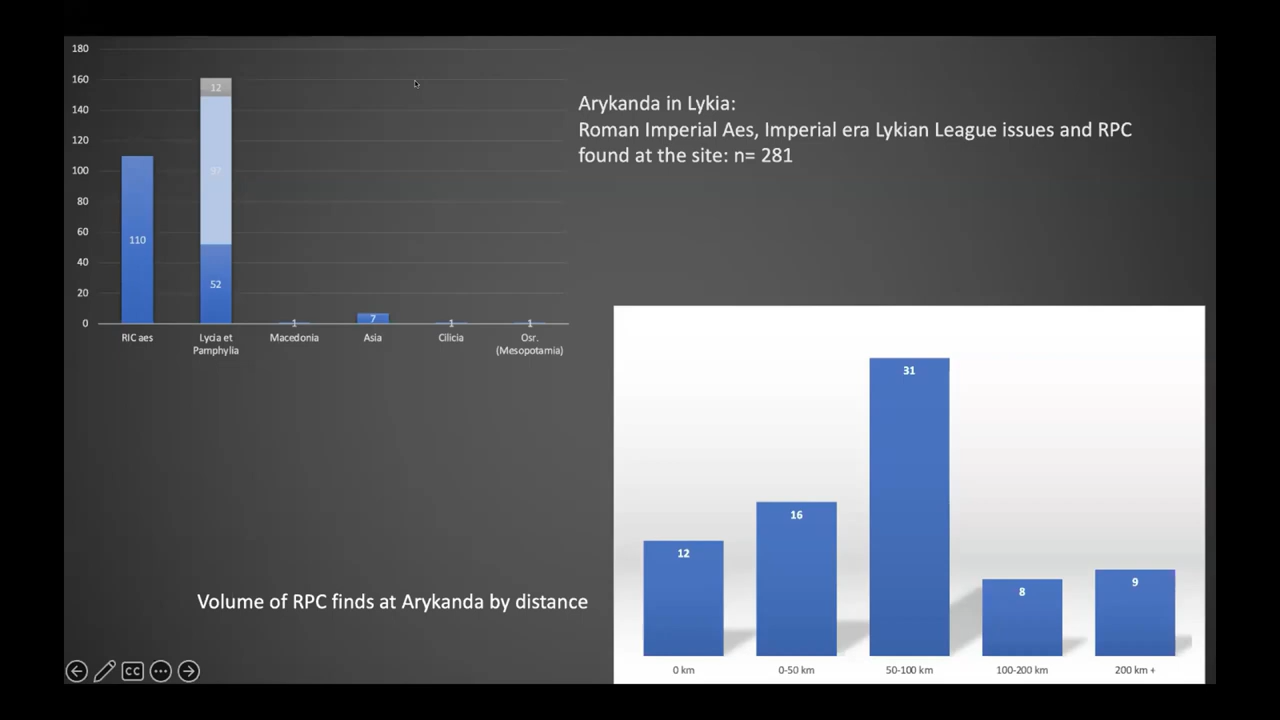 180
160
140
120
100
80
60
40
20
0
12
97
52
110
1
7
1
1
RIC aes
Lycia et
Pamphylia
Macedonia
Asia
Cilicia
Osr.
(Mesopotamia)
Arykanda in Lykia:
Roman Imperial Aes, Imperial era Lykian League issues and RPC
found at the site: n= 281
31
16
12
8
9
0 km
0-50 km
50-100 km
100-200 km
200 km +
Volume of RPC finds at Arykanda by distance
CC